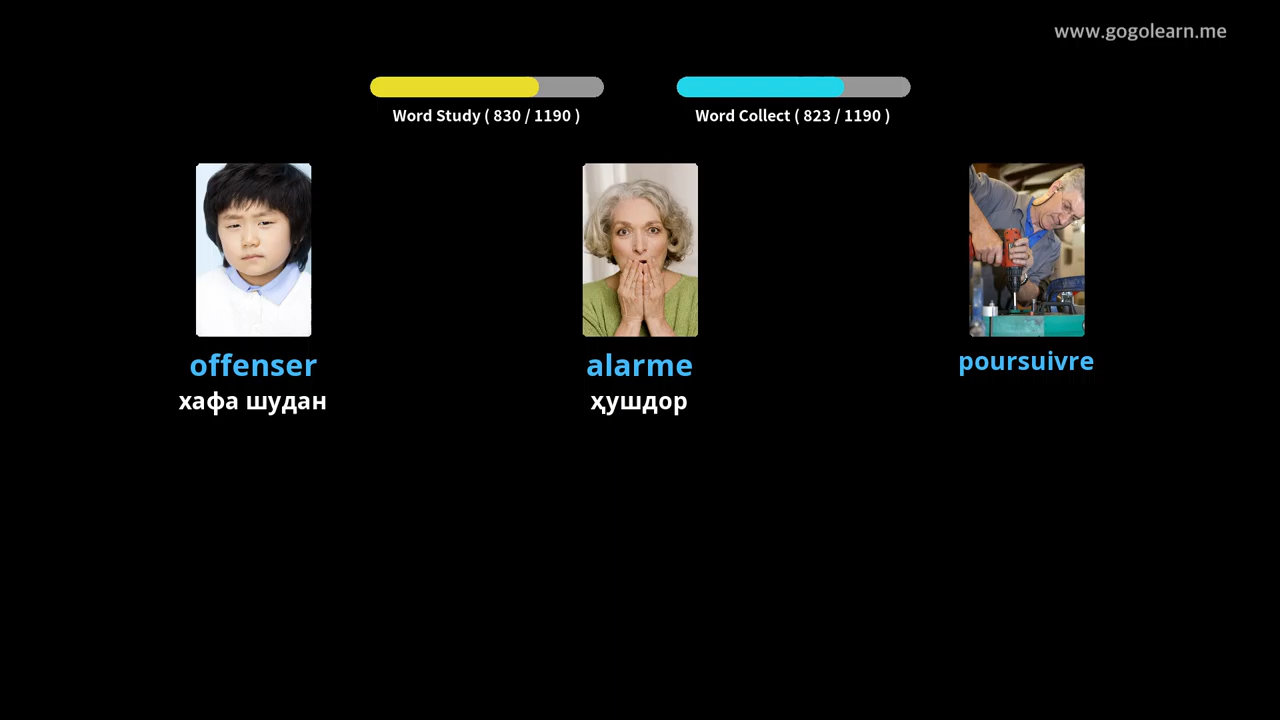 www.gogolearn.me
Word Study ( 830 / 1190 )
Word Collect ( 823 / 1190 )
offenser
хафа шудан
alarme
ҳушдор
poursuivre